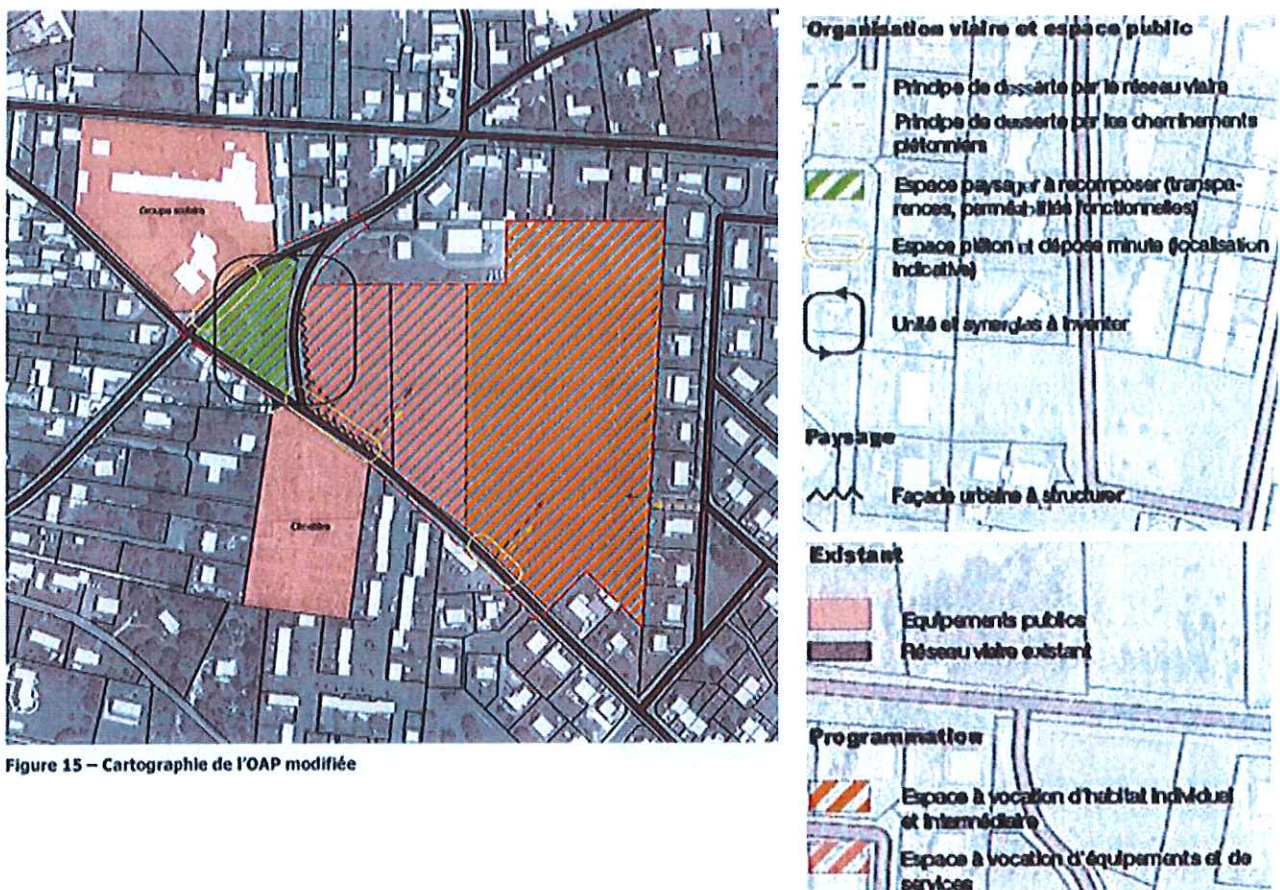 Groupe scolaire
Cimetière
Figure 15 – Cartographie de l'OAP modifiée
Organisation viaire et espace public
Principe de desserte par le réseau viaire
Principe de desserte par les cheminements
piétonniers
Espace paysager à recomposer (transpa-
rences, perméabilités fonctionnelles)
Espace piéton et dépose minute (localisation
indicative)
Unité et synergies à inventer
Paysage
Façade urbaine à structurer
Existant
Equipements publics
Réseau viaire existant
Programmation
Espace à vocation d'habitat individuel
et intermédiaire
Espace à vocation d'équipements et de
services